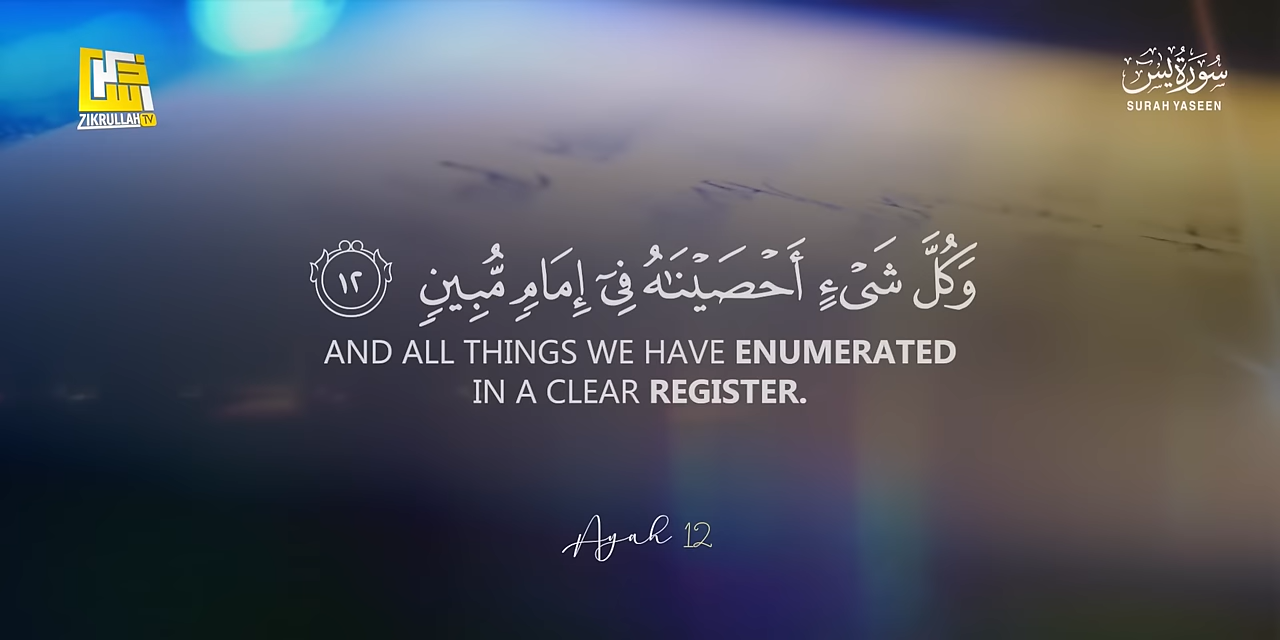 ZIKRULLAH TV
سُورَةُ يسٓ
SURAH YASEEN
وَكُلَّ شَىْءٍ أَحْصَيْنَـٰهُ فِىٓ إِمَامٍ مُّبِينٍ ١٢
AND ALL THINGS WE HAVE ENUMERATED
IN A CLEAR REGISTER.
Ayah 12